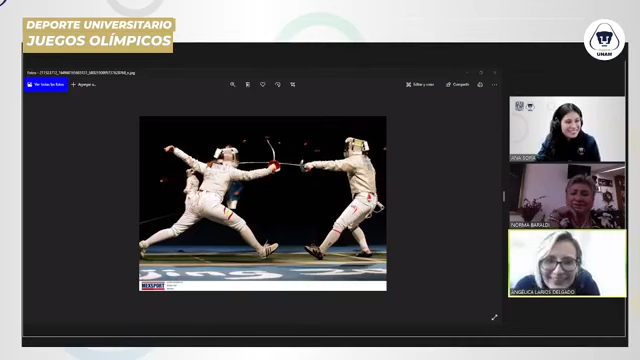 DEPORTE UNIVERSITARIO
JUEGOS OLÍMPICOS
UNAM
Ver todas las fotos
Agregar a...
Editar y crear
Compartir
ANA SOFIA
NORMA BARALDI
ANGÉLICA LARIOS DELGADO
MEXSPORT